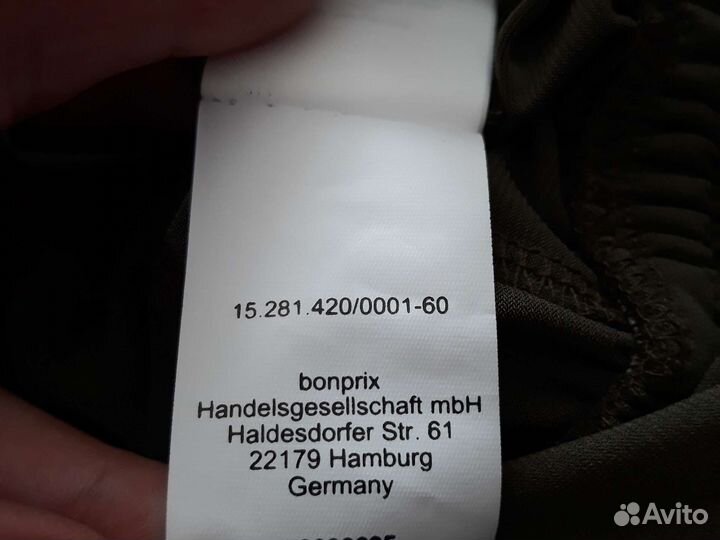 15.281.420/0001-60
bonprix
Handelsgesellschaft mbH
Haldesdorfer Str. 61
22179 Hamburg
Germany
Avito